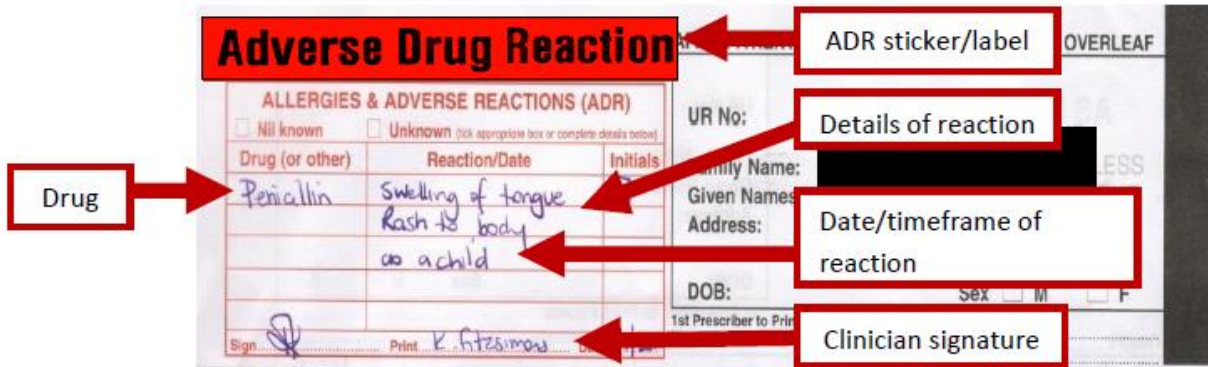 Adverse Drug Reaction
ADR sticker/label
OVERLEAF
ALLERGIES & ADVERSE REACTIONS (ADR)
Nil known
Unknown (tick appropriate box or complete details below)
UR No:
Details of reaction
Drug (or other)
Reaction/Date
Initials
Family Name:
Drug
Penicallin
Swelling of tongue
Given Names
Rash to body
Address:
Date/timeframe of
reaction
as a child
DOB:
Sex
M
F
1st Prescriber to Prin
Sign
Print K. fitzsimons
Clinician signature